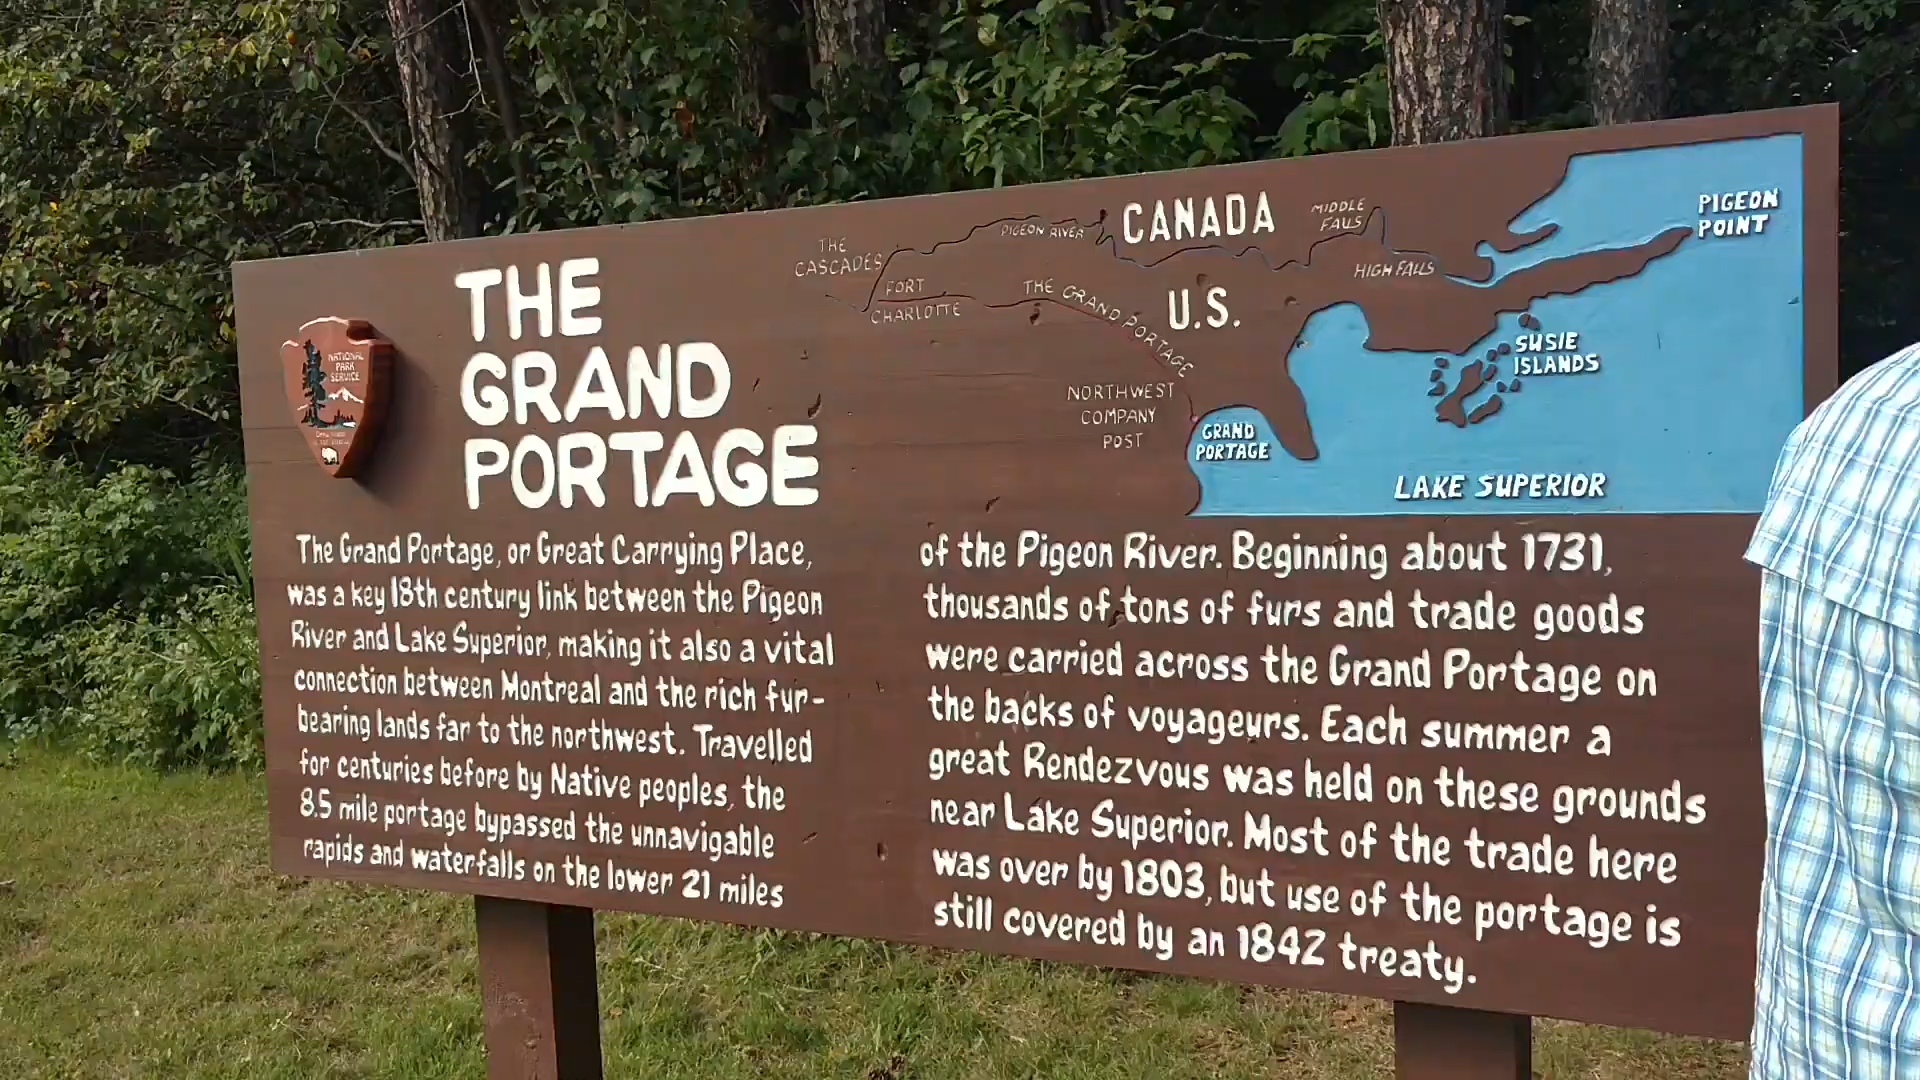 THE
GRAND
PORTAGE
NATIONAL
PARK
SERVICE
The Grand Portage, or Great Carrying Place,
was a key 18th century link between the Pigeon
River and Lake Superior, making it also a vital
connection between Montreal and the rich fur-
bearing lands far to the northwest. Travelled
for centuries before by Native peoples, the
8.5 mile portage bypassed the unnavigable
rapids and waterfalls on the lower 21 miles
of the Pigeon River. Beginning about 1731,
thousands of tons of furs and trade goods
were carried across the Grand Portage on
the backs of voyageurs. Each summer a
great Rendezvous was held on these grounds
near Lake Superior. Most of the trade here
was over by 1803, but use of the portage is
still covered by an 1842 treaty.
THE
CASCADES
PIGEON RIVER
CANADA
MIDDLE
FALLS
HIGH FALLS
PIGEON
POINT
FORT
CHARLOTTE
THE GRAND PORTAGE
U.S.
SUSIE
ISLANDS
NORTHWEST
COMPANY
POST
GRAND
PORTAGE
LAKE SUPERIOR